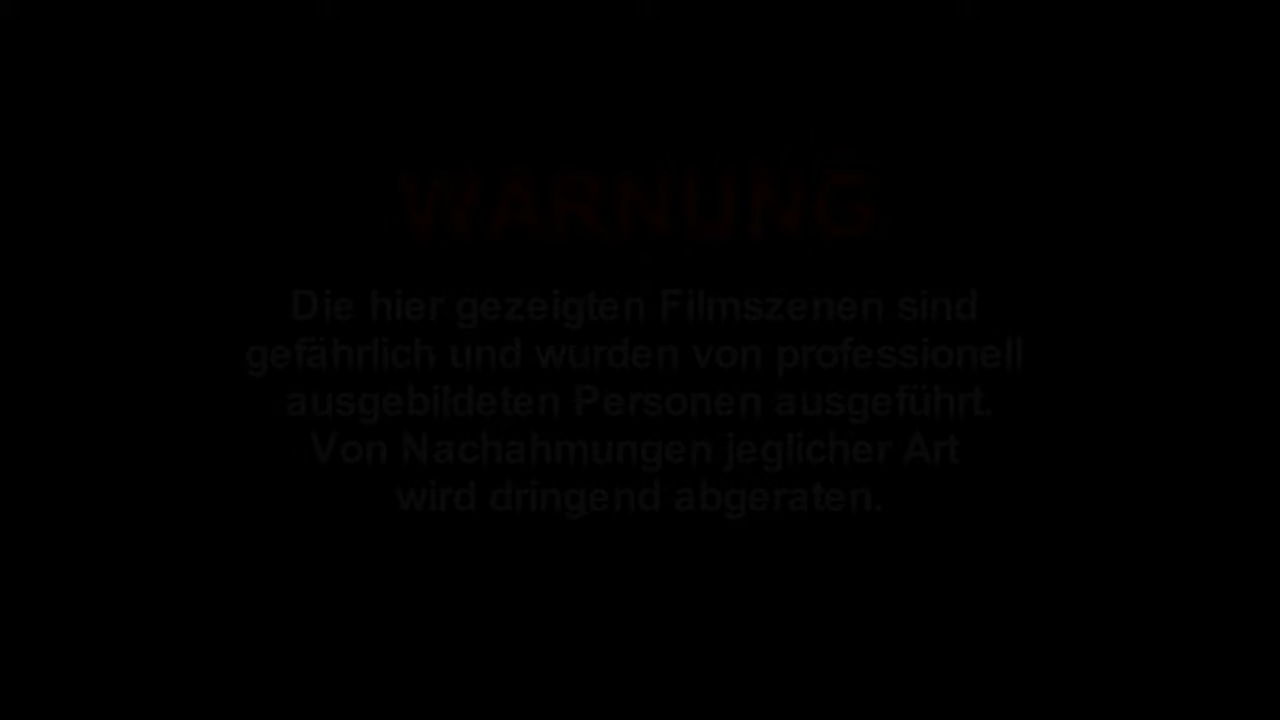 WARNUNG
Die hier gezeigten Filmszenen sind
gefährlich und wurden von professionell
ausgebildeten Personen ausgeführt.
Von Nachahmungen jeglicher Art
wird dringend abgeraten.